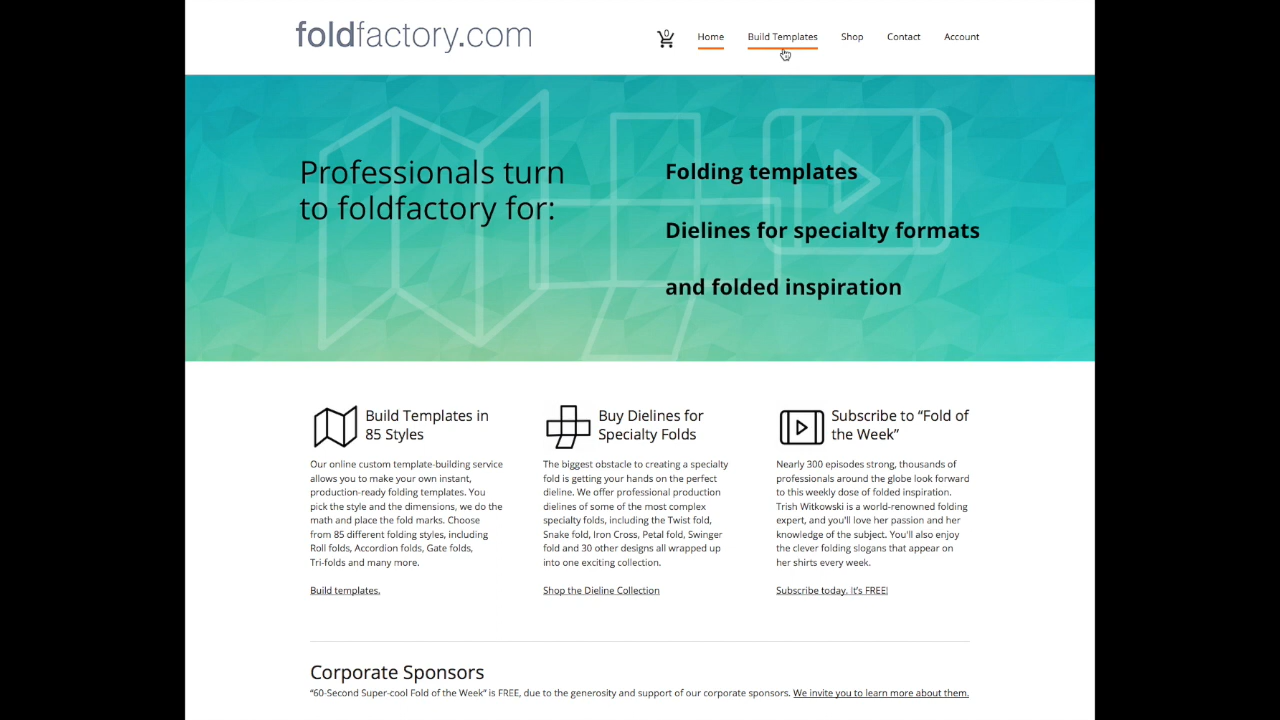 foldfactory.com
0
Home
Build Templates
Shop
Contact
Account
Professionals turn
to foldfactory for:
Folding templates
Dielines for specialty formats
and folded inspiration
Build Templates in
85 Styles
Our online custom template-building service
allows you to make your own instant,
production-ready folding templates. You
pick the style and the dimensions, we do the
math and place the fold marks. Choose
from 85 different folding styles, including
Roll folds, Accordion folds, Gate folds,
Tri-folds and many more.
Build templates.
Buy Dielines for
Specialty Folds
The biggest obstacle to creating a specialty
fold is getting your hands on the perfect
dieline. We offer professional production
dielines of some of the most complex
specialty folds, including the Twist fold,
Snake fold, Iron Cross, Petal fold, Swinger
fold and 30 other designs all wrapped up
into one exciting collection.
Shop the Dieline Collection
Subscribe to “Fold of
the Week”
Nearly 300 episodes strong, thousands of
professionals around the globe look forward
to this weekly dose of folded inspiration.
Trish Witkowski is a world-renowned folding
expert, and you'll love her passion and her
knowledge of the subject. You'll also enjoy
the clever folding slogans that appear on
her shirts every week.
Subscribe today. It's FREE!
Corporate Sponsors
“60-Second Super-cool Fold of the Week” is FREE, due to the generosity and support of our corporate sponsors. We invite you to learn more about them.